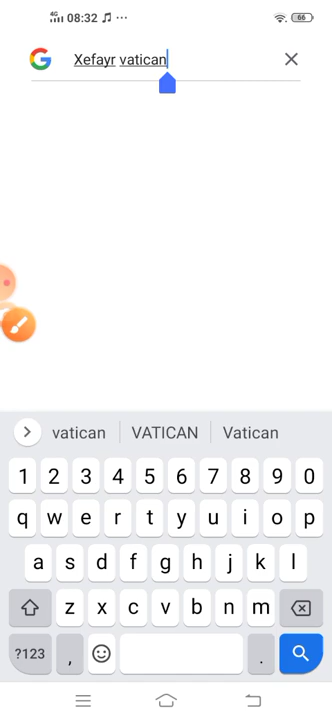 4G 08:32 ... 66
Xefayr vatican
vatican VATICAN Vatican
1 2 3 4 5 6 7 8 9 0
q w e r t y u i o p
a s d f g h j k l
z x c v b n m
?123 , .